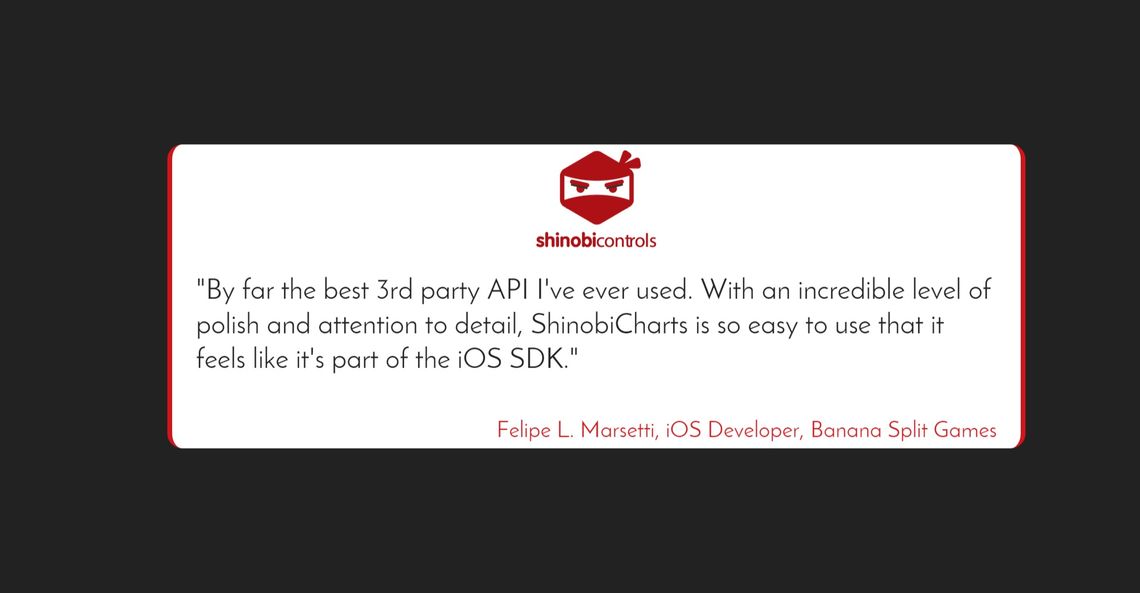 shinobicontrols
"By far the best 3rd party API I've ever used. With an incredible level of
polish and attention to detail, ShinobiCharts is so easy to use that it
feels like it's part of the iOS SDK."
Felipe L. Marsetti, iOS Developer, Banana Split Games